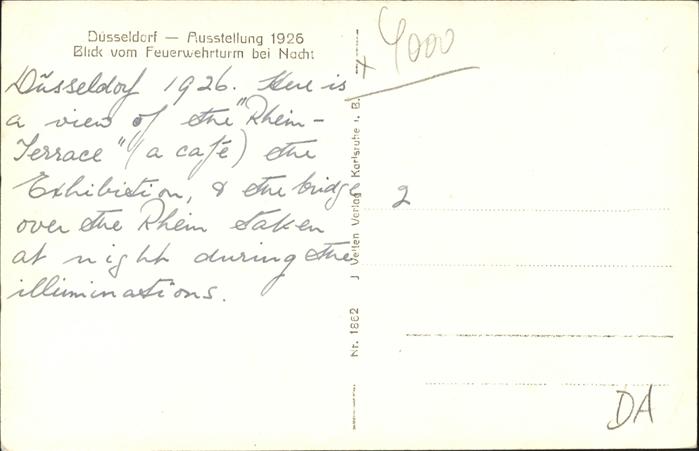 Düsseldorf — Ausstellung 1926
Blick vom Feuerwehrturm bei Nacht
Düsseldorf 1926. Here is
a view of the "Rhein-
Terrace" (a café) the
Exhibition, & the bridge
over the Rhein taken
at night during the
illuminations.
+ 4000
2
Nr. 1862 J Velten Verlag Karlsruhe i. B.
DA